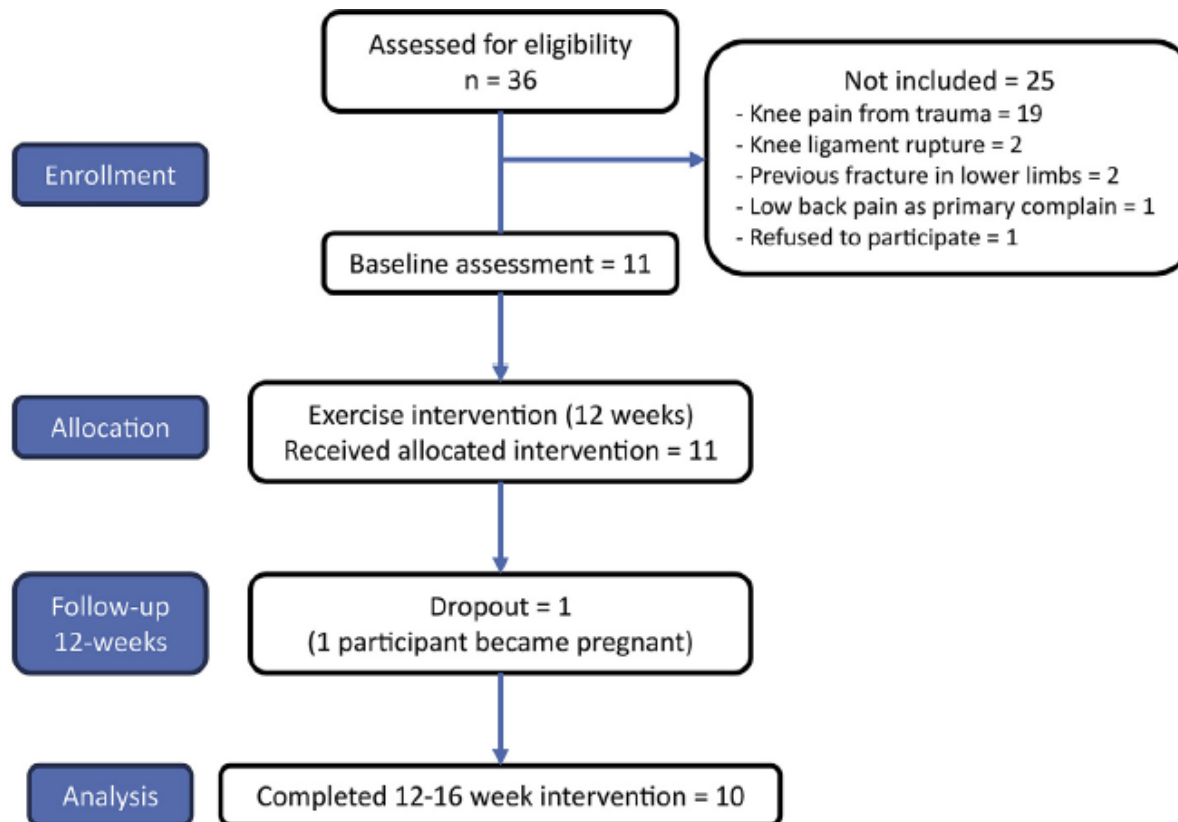 Assessed for eligibility
n = 36
Not included = 25
- Knee pain from trauma = 19
- Knee ligament rupture = 2
- Previous fracture in lower limbs = 2
- Low back pain as primary complain = 1
- Refused to participate = 1
Enrollment
Baseline assessment = 11
Allocation
Exercise intervention (12 weeks)
Received allocated intervention = 11
Follow-up
12-weeks
Dropout = 1
(1 participant became pregnant)
Analysis
Completed 12-16 week intervention = 10